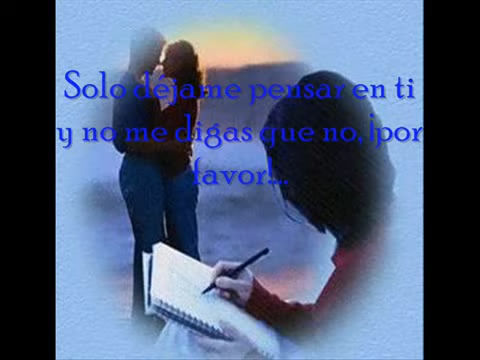 Solo déjame pensar en ti
y no me digas que no, ¡por
favor!...